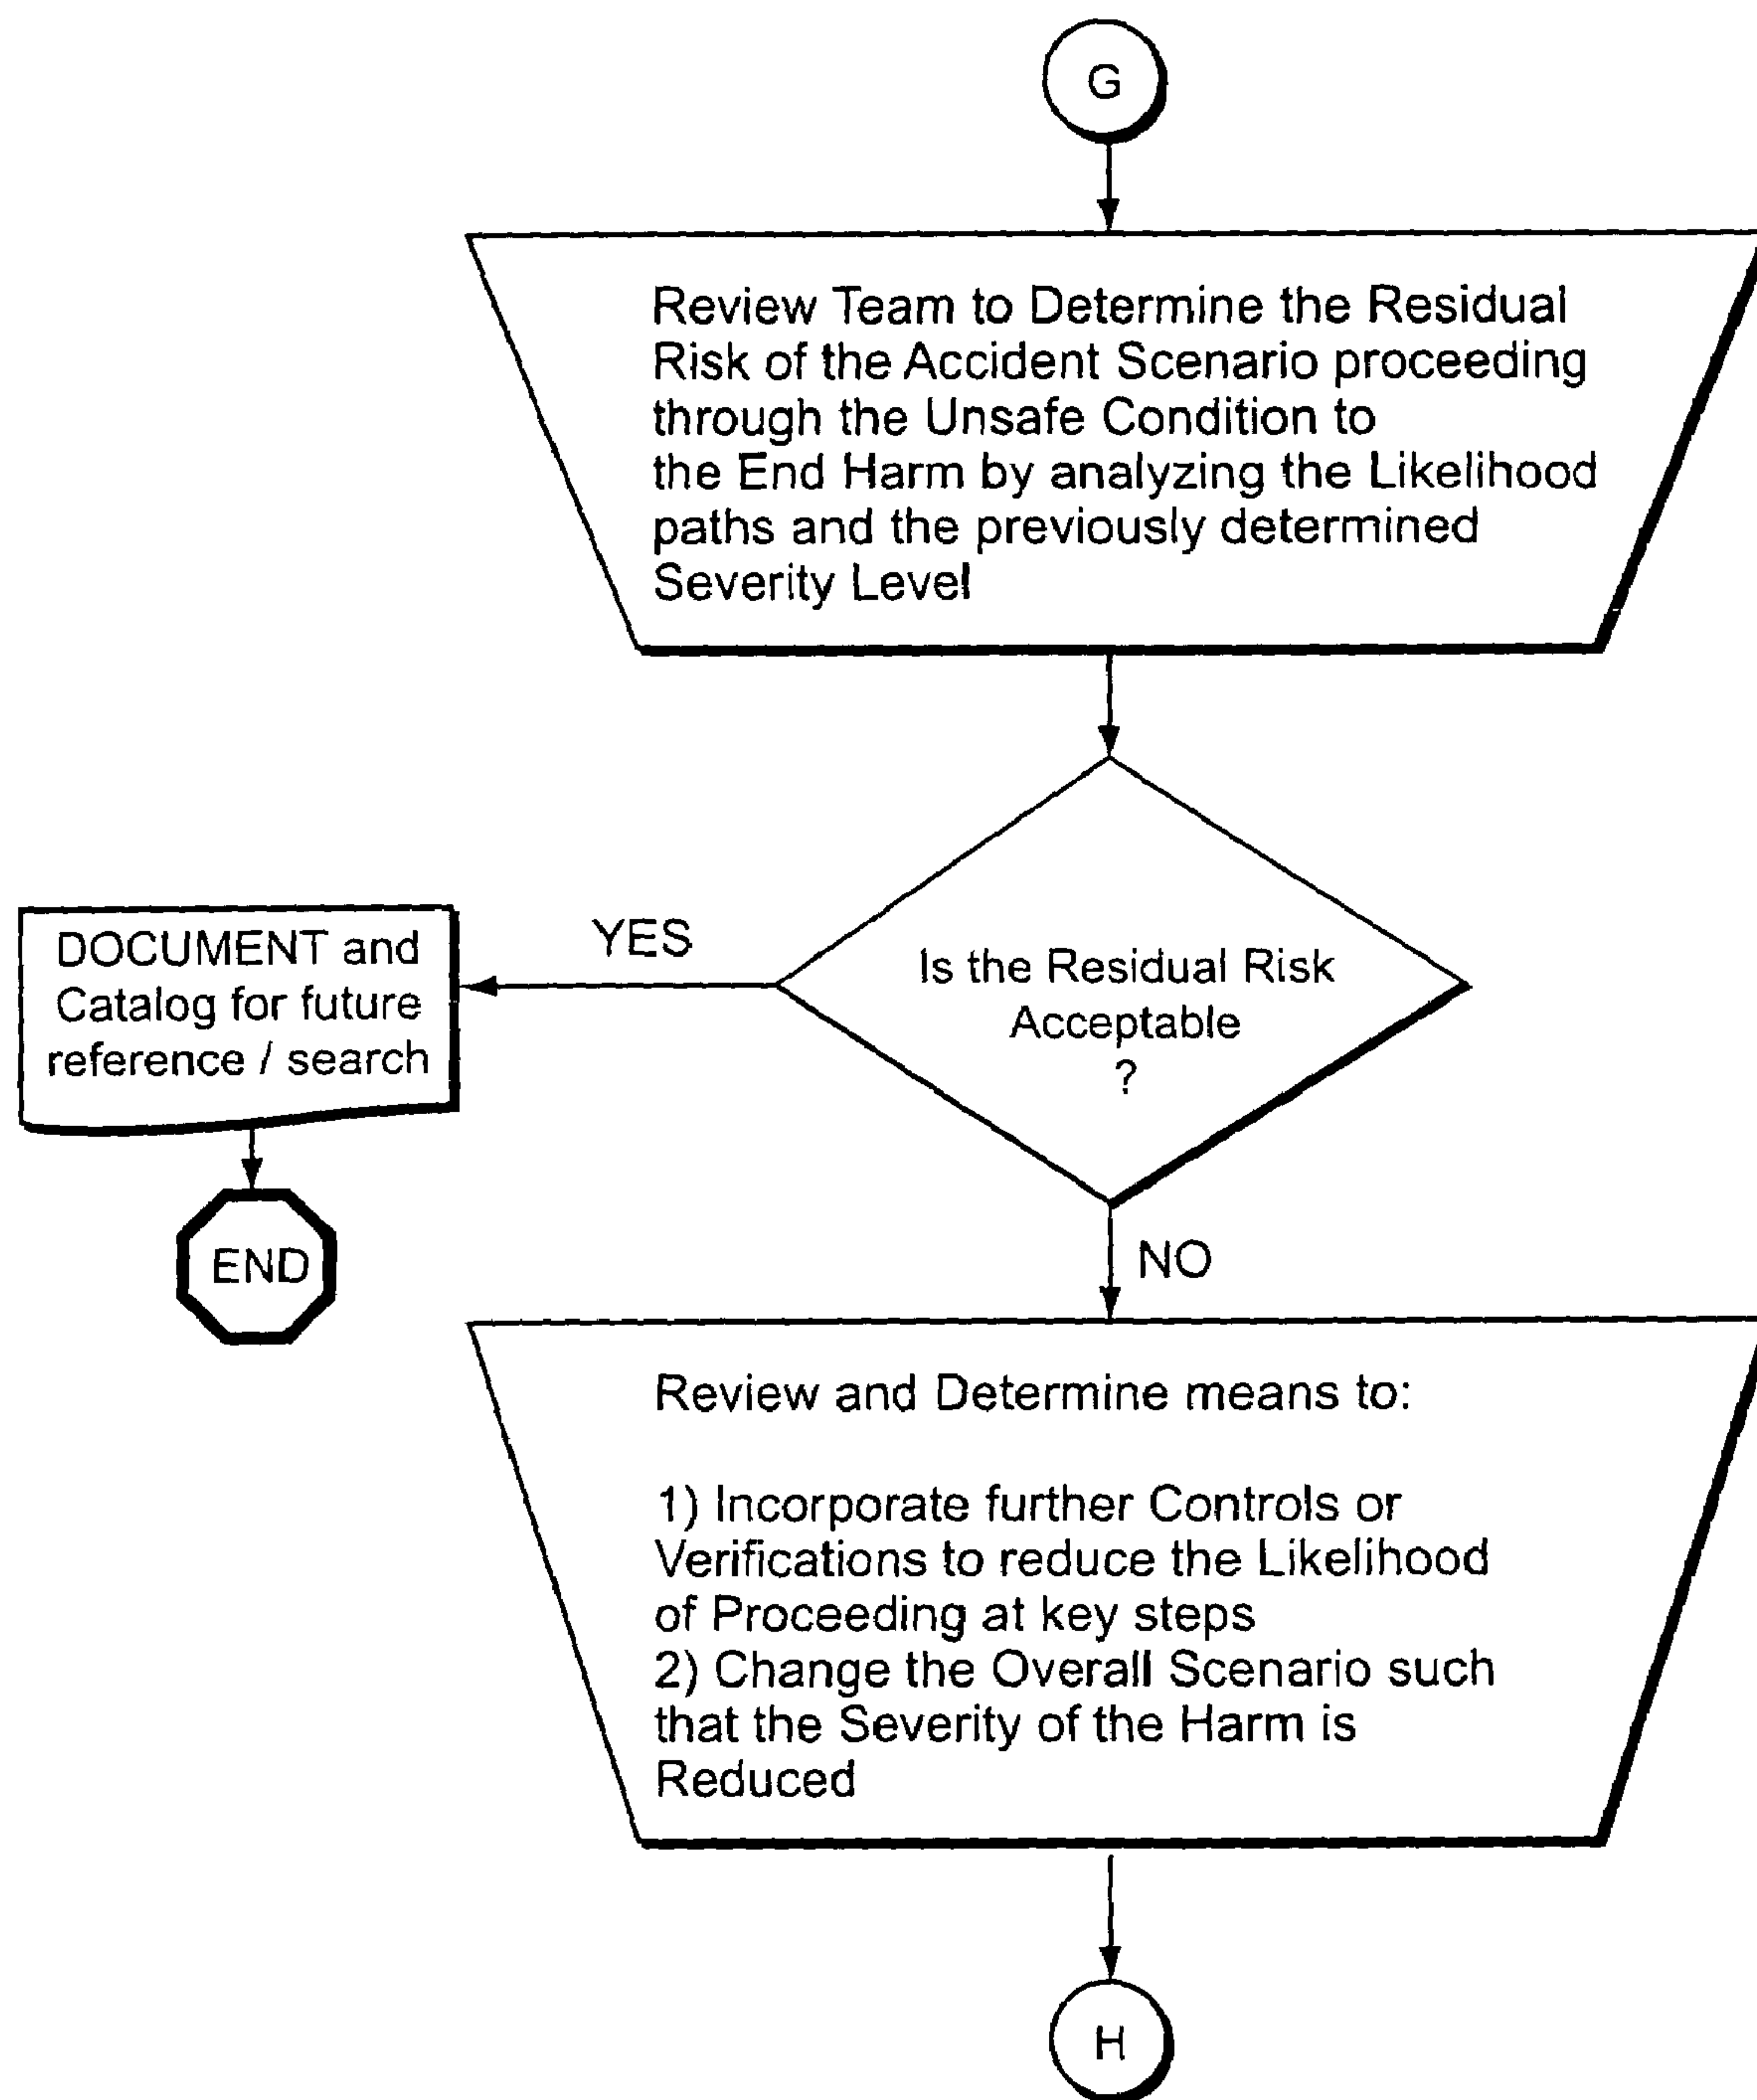 G
Review Team to Determine the Residual
Risk of the Accident Scenario proceeding
through the Unsafe Condition to
the End Harm by analyzing the Likelihood
paths and the previously determined
Severity Level
Is the Residual Risk
Acceptable
?
YES
DOCUMENT and
Catalog for future
reference / search
END
NO
Review and Determine means to:
1) Incorporate further Controls or
Verifications to reduce the Likelihood
of Proceeding at key steps
2) Change the Overall Scenario such
that the Severity of the Harm is
Reduced
H